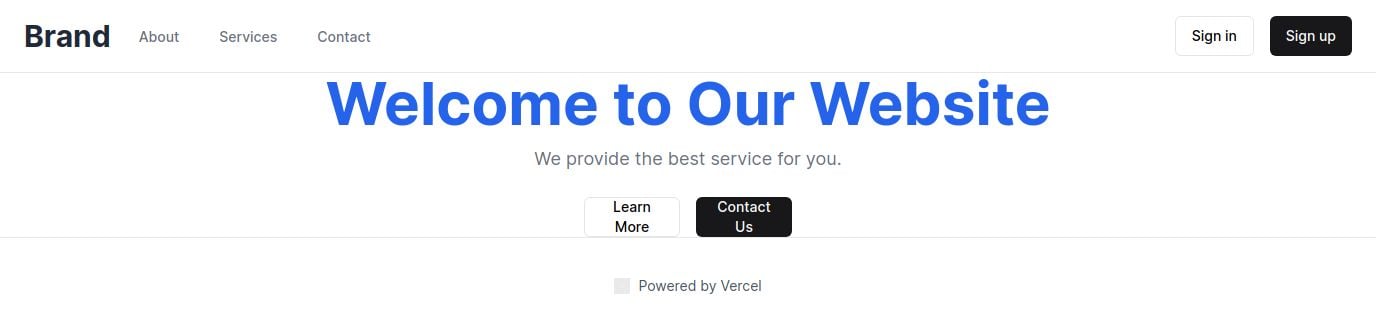 Brand About Services Contact Sign in Sign up
Welcome to Our Website
We provide the best service for you.
Learn
More
Contact
Us
Powered by Vercel